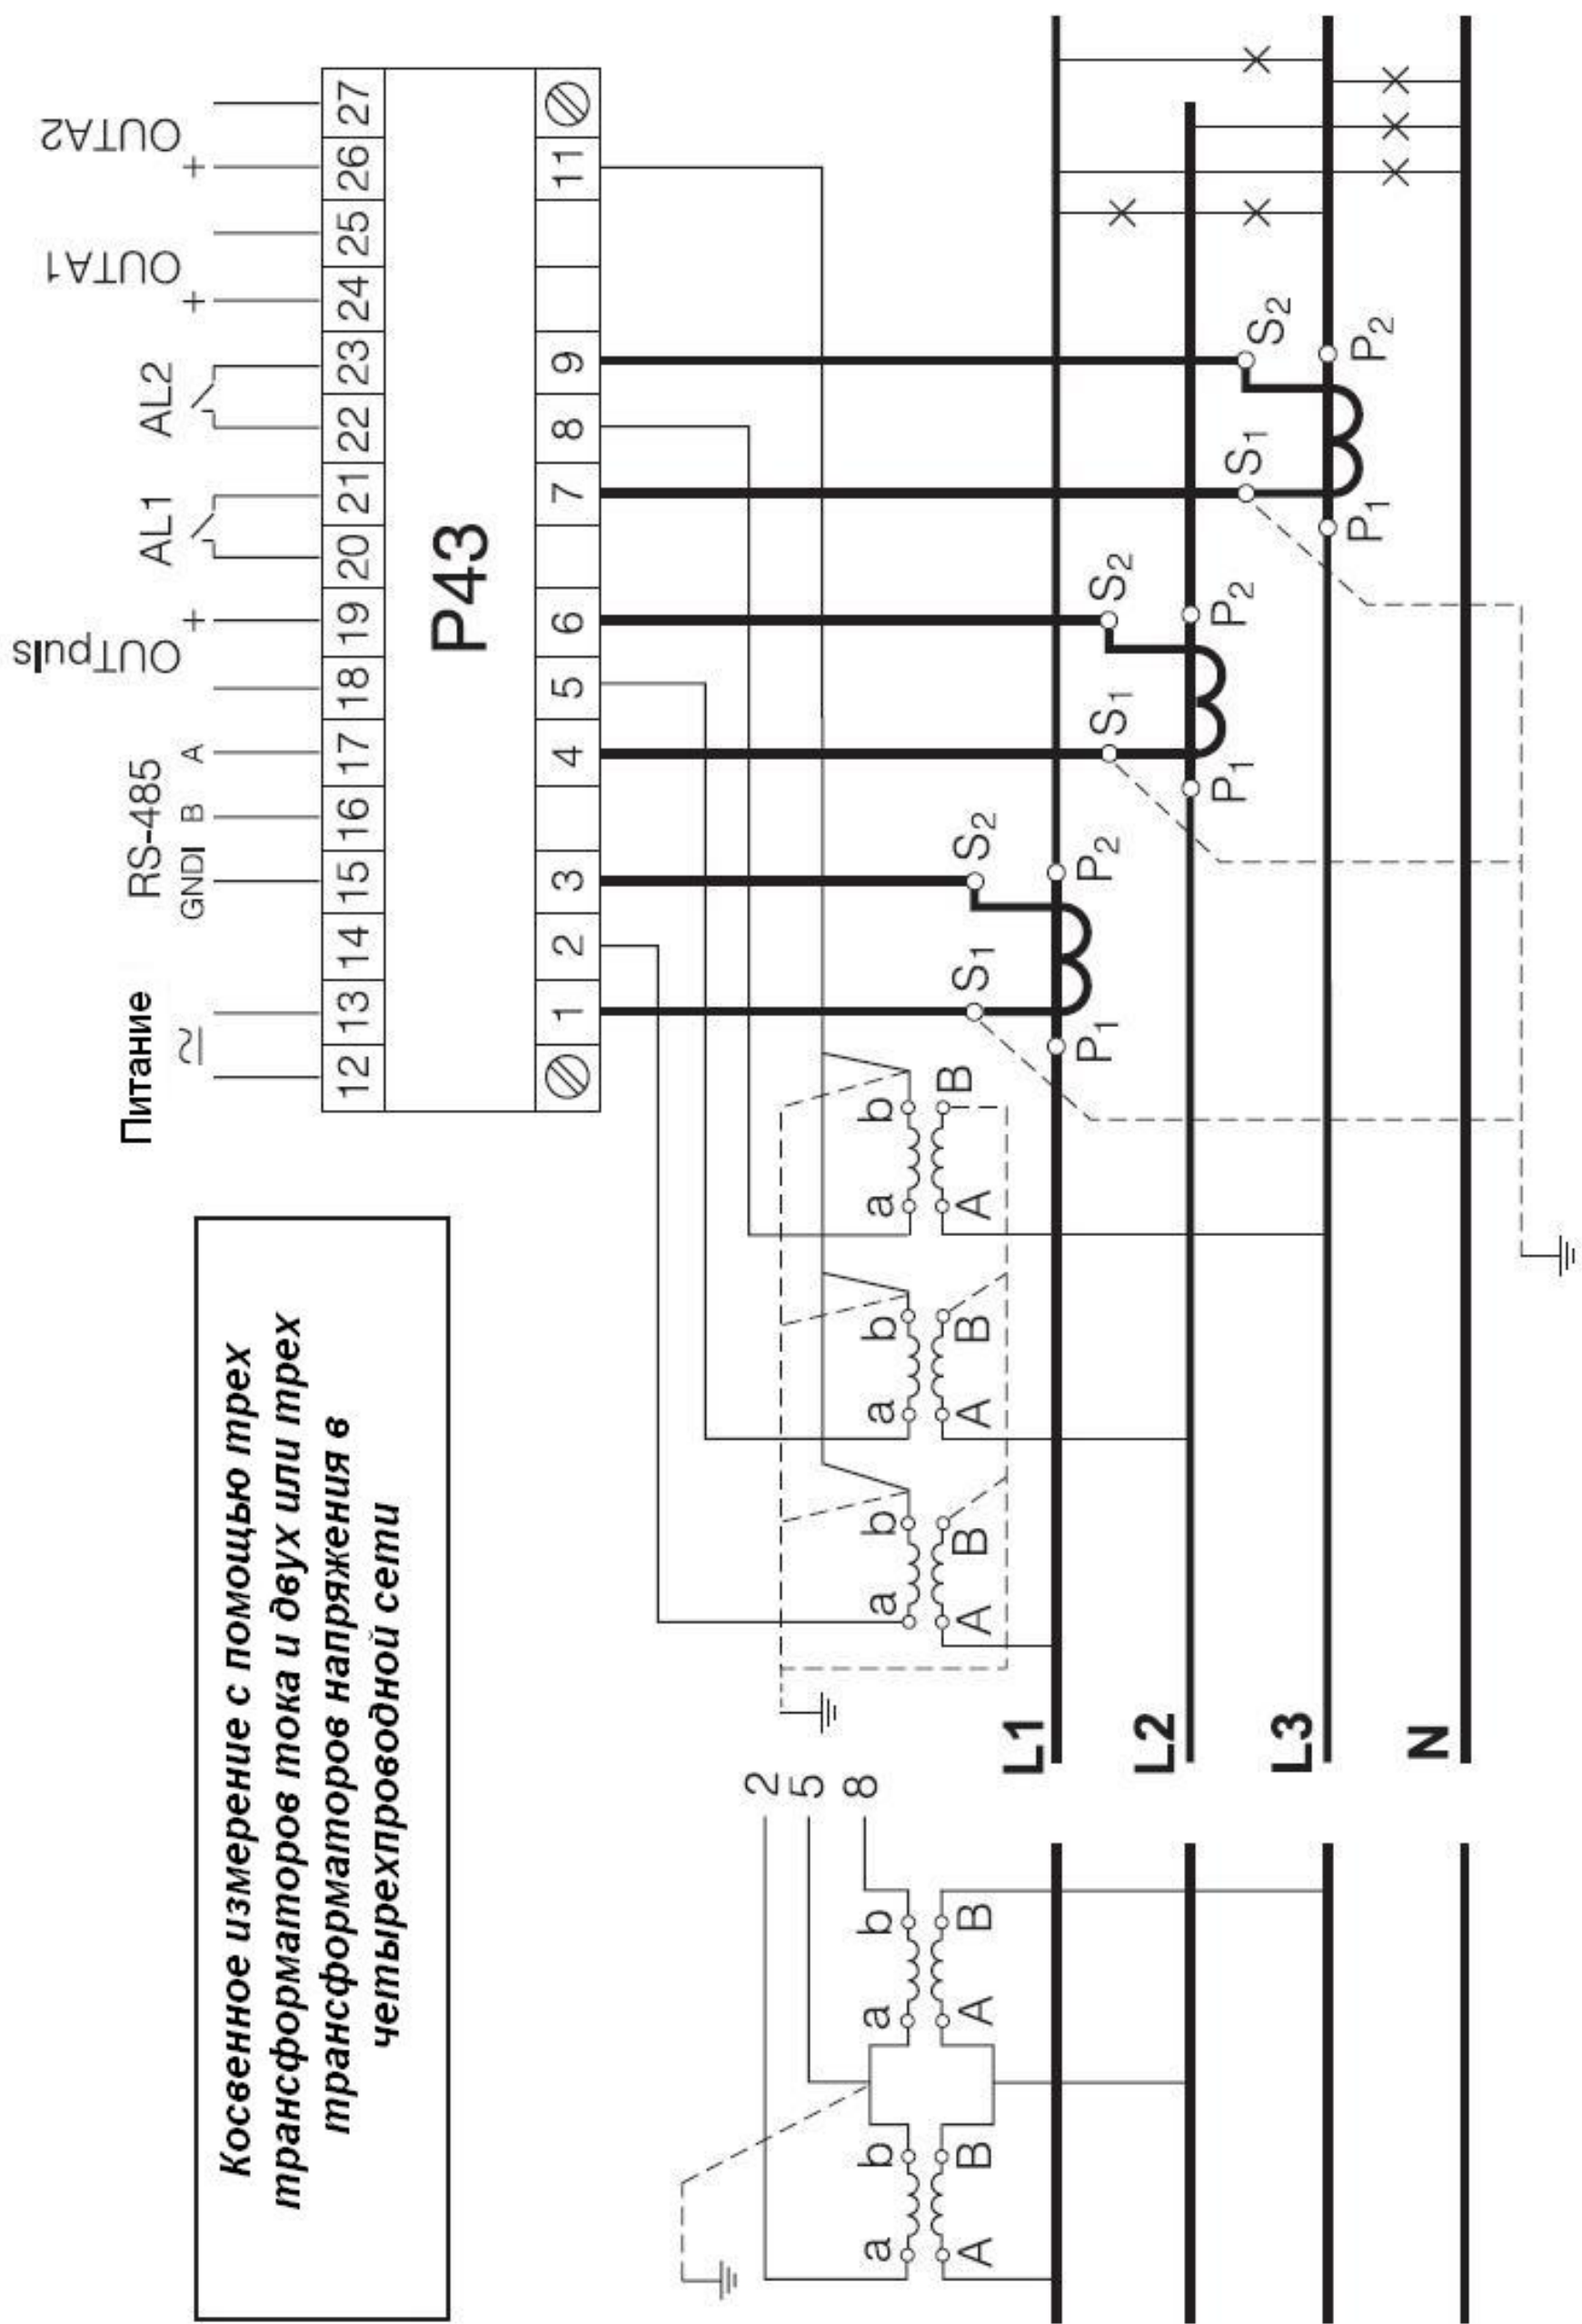 Косвенное измерение с помощью трех
трансформаторов тока и двух или трех
трансформаторов напряжения в
четырехпроводной сети
Питание
RS-485
OUTpuls
AL1
AL2
OUTA1
OUTA2
GNDI B A + + +
12 13 14 15 16 17 18 19 20 21 22 23 24 25 26 27
P43
1 2 3 4 5 6 7 8 9 11
2
5
8
a b a b
A B A B
a b a b a b
A B A B A B
S1 S2
P1 P2
S1 S2
P1 P2
S1 S2
P1 P2
L1
L2
L3
N